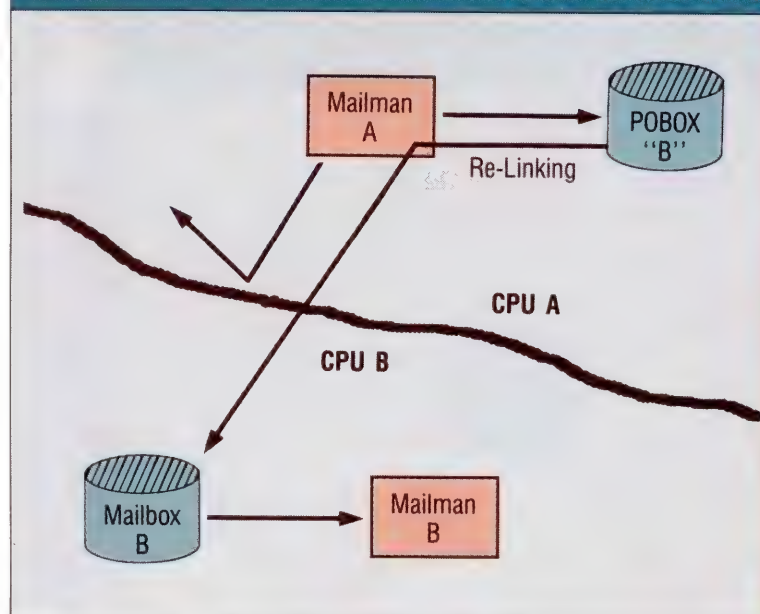 Mailman
A
POBOX
"B"
Re-Linking
CPU A
CPU B
Mailbox
B
Mailman
B